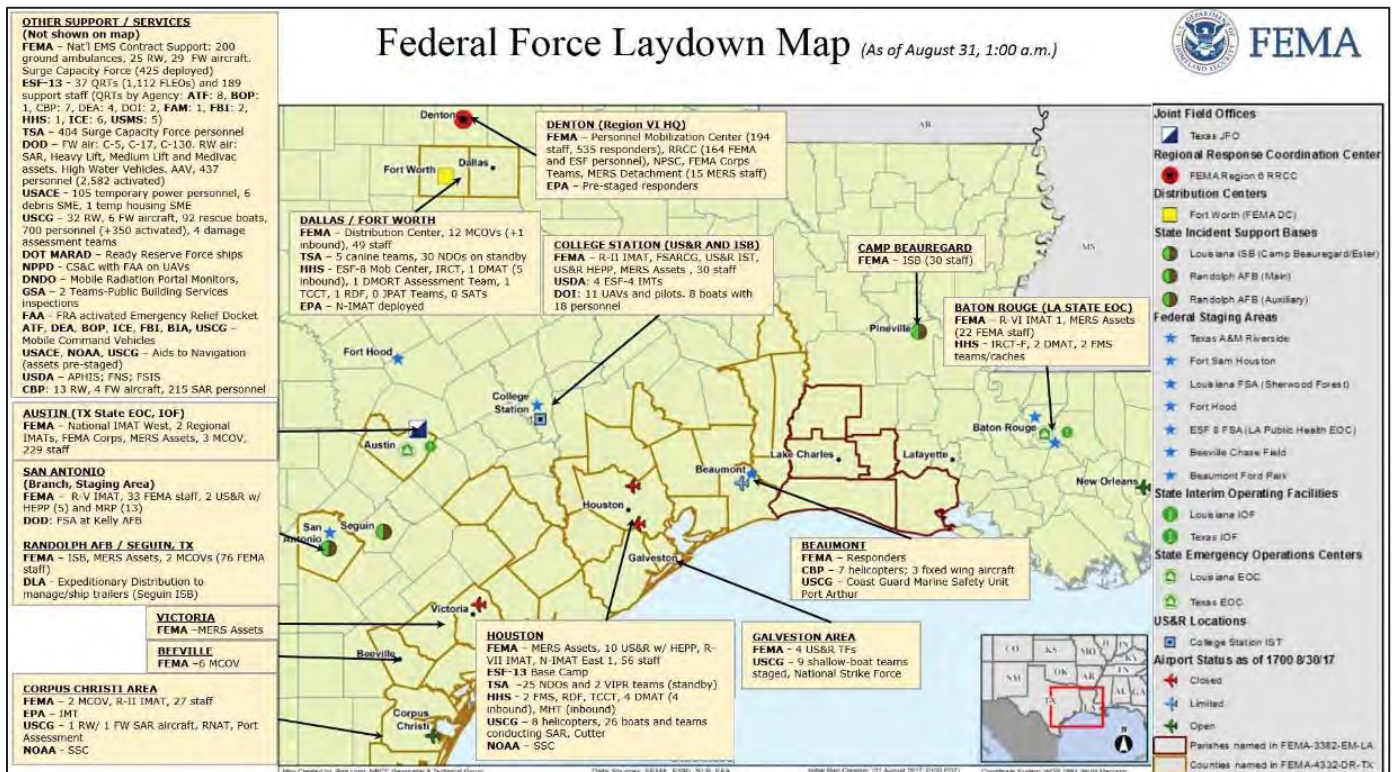 Federal Force Laydown Map (As of August 31, 1:00 a.m.)
FEMA
OTHER SUPPORT / SERVICES
(Not shown on map)
FEMA – Nat'l EMS Contract Support: 200
ground ambulances, 25 RW, 29 FW aircraft.
Surge Capacity Force (425 deployed)
ESF-13 - 37 QRTs (1,112 FLEOs) and 189
support staff (QRTs by Agency: ATF: 8, BOP:
1, CBP: 7, DEA: 4, DOI: 2, FAM: 1, FBI: 2,
HHS: 1, ICE: 6, USMS: 5)
TSA – 404 Surge Capacity Force personnel
DOD – FW air: C-5, C-17, C-130. RW air:
SAR, Heavy Lift, Medium Lift and Medivac
assets. High Water Vehicles. AAV, 437
personnel (2,582 activated)
USACE - 105 temporary power personnel, 6
debris SME, 1 temp housing SME
USCG – 32 RW, 6 FW aircraft, 92 rescue boats,
700 personnel (+350 activated), 4 damage
assessment teams
DOT MARAD – Ready Reserve Force ships
NPPD – CS&C with FAA on UAVs
DNDO – Mobile Radiation Portal Monitors,
GSA – 2 Teams-Public Building Services
inspections
FAA – FRA activated Emergency Relief Docket
ATF, DEA, BOP, ICE, FBI, BIA, USCG –
Mobile Command Vehicles
USACE, NOAA, USCG – Aids to Navigation
(assets pre-staged)
USDA – APHIS; FNS; FSIS
CBP: 13 RW, 4 FW aircraft, 215 SAR personnel
AUSTIN (TX State EOC, IOF)
FEMA – National IMAT West, 2 Regional
IMATs, FEMA Corps, MERS Assets, 3 MCOV,
229 staff
SAN ANTONIO
(Branch, Staging Area)
FEMA – R-V IMAT, 33 FEMA staff, 2 US&R w/
HEPP (5) and MRP (13)
DOD: FSA at Kelly AFB
RANDOLPH AFB / SEGUIN, TX
FEMA – ISB, MERS Assets, 2 MCOVs (76 FEMA
staff)
DLA - Expeditionary Distribution to
manage/ship trailers (Seguin ISB)
VICTORIA
FEMA –MERS Assets
BEEVILLE
FEMA –6 MCOV
CORPUS CHRISTI AREA
FEMA – 2 MCOV, R-II IMAT, 27 staff
EPA – IMT
USCG – 1 RW/ 1 FW SAR aircraft, RNAT, Port
Assessment
NOAA - SSC
DENTON (Region VI HQ)
FEMA – Personnel Mobilization Center (194
staff, 535 responders), RRCC (164 FEMA
and ESF personnel), NPSC, FEMA Corps
Teams, MERS Detachment (15 MERS staff)
EPA – Pre-staged responders
DALLAS / FORT WORTH
FEMA – Distribution Center, 12 MCOVs (+1
inbound), 49 staff
TSA – 5 canine teams, 30 NDOs on standby
HHS - ESF-8 Mob Center, IRCT, 1 DMAT (5
inbound), 1 DMORT Assessment Team, 1
TCCT, 1 RDF, 0 JPAT Teams, 0 SATs
EPA – N-IMAT deployed
COLLEGE STATION (US&R AND ISB)
FEMA – R-II IMAT, FSARCG, US&R IST,
US&R HEPP, MERS Assets , 30 staff
USDA: 4 ESF-4 IMTs
DOI: 11 UAVs and pilots. 8 boats with
18 personnel
CAMP BEAUREGARD
FEMA – ISB (30 staff)
BATON ROUGE (LA STATE EOC)
FEMA – R-VI IMAT 1, MERS Assets
(22 FEMA staff)
HHS – IRCT-F, 2 DMAT, 2 FMS
teams/caches
BEAUMONT
FEMA – Responders
CBP – 7 helicopters; 3 fixed wing aircraft
USCG – Coast Guard Marine Safety Unit
Port Arthur
HOUSTON
FEMA – MERS Assets, 10 US&R w/ HEPP, R-
VII IMAT, N-IMAT East 1, 56 staff
ESF-13 Base Camp
TSA –25 NDOs and 2 VIPR teams (standby)
HHS - 2 FMS, RDF, TCCT, 4 DMAT (4
inbound), MHT (inbound)
USCG – 8 helicopters, 26 boats and teams
conducting SAR, Cutter
NOAA – SSC
GALVESTON AREA
FEMA - 4 US&R TFs
USCG – 9 shallow-boat teams
staged, National Strike Force
Denton
Fort Worth
Dallas
AR
MS
Fort Hood
College
Station
Pineville
Austin
Baton Rouge
Lake Charles
Lafayette
Beaumont
New Orleans
Houston
San
Antonio
Seguin
Galveston
Victoria
Beeville
Corpus
Christi
CO
KS
MO
NM
OK
AR
TX
LA
AL
GA
N
Joint Field Offices
Texas JFO
Regional Response Coordination Center
FEMA Region 6 RRCC
Distribution Centers
Fort Worth (FEMA DC)
State Incident Support Bases
Louisiana ISB (Camp Beauregard/Esler)
Randolph AFB (Main)
Randolph AFB (Auxiliary)
Federal Staging Areas
Texas A&M Riverside
Fort Sam Houston
Louisiana FSA (Sherwood Forest)
Fort Hood
ESF 8 FSA (LA Public Health EOC)
Beeville Chase Field
Beaumont Ford Park
State Interim Operating Facilities
Louisiana IOF
Texas IOF
State Emergency Operations Centers
Louisiana EOC
Texas EOC
US&R Locations
College Station IST
Airport Status as of 1700 8/30/17
Closed
Limited
Open
Parishes named in FEMA-3382-EM-LA
Counties named in FEMA-4332-DR-TX